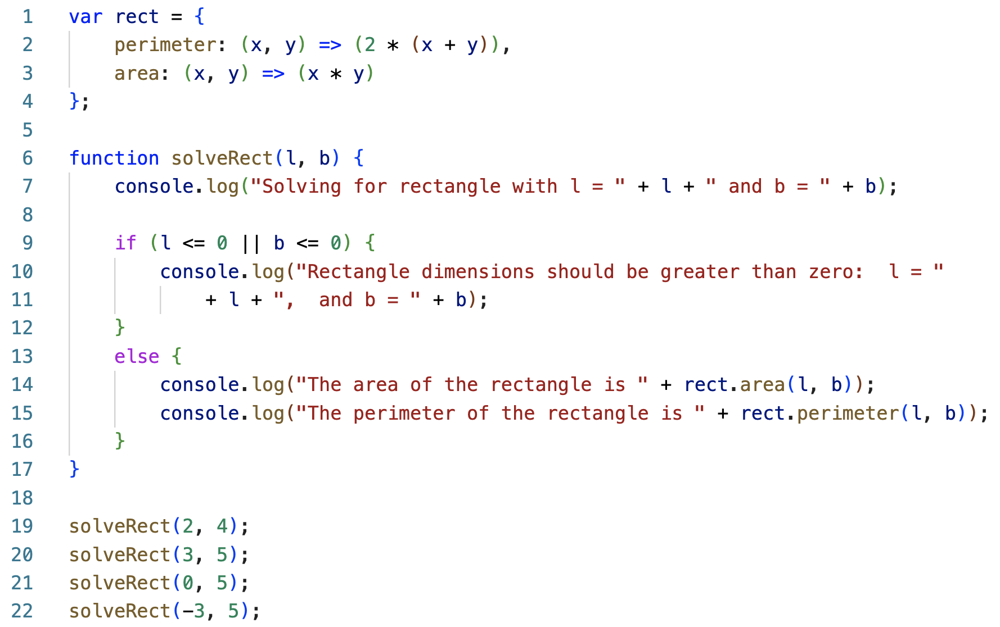 1 var rect = {
2 perimeter: (x, y) => (2 * (x + y)),
3 area: (x, y) => (x * y)
4 };
5
6 function solveRect(l, b) {
7 console.log("Solving for rectangle with l = " + l + " and b = " + b);
8
9 if (l <= 0 || b <= 0) {
10 console.log("Rectangle dimensions should be greater than zero:  l = "
11 + l + ",  and b = " + b);
12 }
13 else {
14 console.log("The area of the rectangle is " + rect.area(l, b));
15 console.log("The perimeter of the rectangle is " + rect.perimeter(l, b));
16 }
17 }
18
19 solveRect(2, 4);
20 solveRect(3, 5);
21 solveRect(0, 5);
22 solveRect(-3, 5);